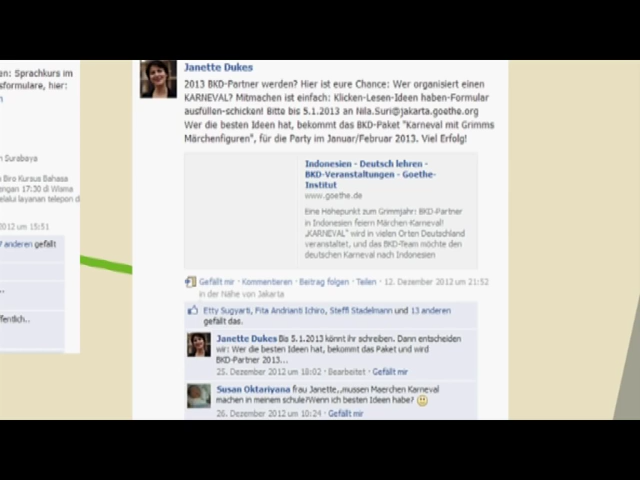 en: Sprachkurs im
sformulare, hier:
n
n Surabaya
n Biro Kursus Bahasa
engan 17:30 di Wisma
elalui layanan telepon d
2012 um 15:51
7 anderen gefällt
..
ffentlich..
Janette Dukes
2013 BKD-Partner werden? Hier ist eure Chance: Wer organisiert einen
KARNEVAL? Mitmachen ist einfach: Klicken-Lesen-Ideen haben-Formular
ausfüllen-schicken! Bitte bis 5.1.2013 an Nila.Suri@jakarta.goethe.org
Wer die besten Ideen hat, bekommt das BKD-Paket "Karneval mit Grimms
Märchenfiguren", für die Party im Januar/Februar 2013. Viel Erfolg!
Indonesien - Deutsch lehren -
BKD-Veranstaltungen - Goethe-
Institut
www.goethe.de
Eine Höhepunkt zum Grimmjahr: BKD-Partner
in Indonesien feiern Märchen-Karneval!
„KARNEVAL" wird in vielen Orten Deutschland
veranstaltet, und das BKD-Team möchte den
deutschen Karneval nach Indonesien
Gefällt mir · Kommentieren · Beitrag folgen · Teilen · 12. Dezember 2012 um 21:52
in der Nähe von Jakarta
Etty Sugyarti, Fita Andrianti Ichiro, Steffi Stadelmann und 13 anderen
gefällt das.
Janette Dukes Bis 5.1.2013 könnt ihr schreiben. Dann entscheiden
wir: Wer die besten Ideen hat, bekommt das Paket und wird
BKD-Partner 2013...
25. Dezember 2012 um 18:02 · Bearbeitet · Gefällt mir
Susan Oktariyana frau Janette,,mussen Maerchen Karneval
machen in meinem schule?Wenn ich besten Ideen habe?
26. Dezember 2012 um 10:24 · Gefällt mir